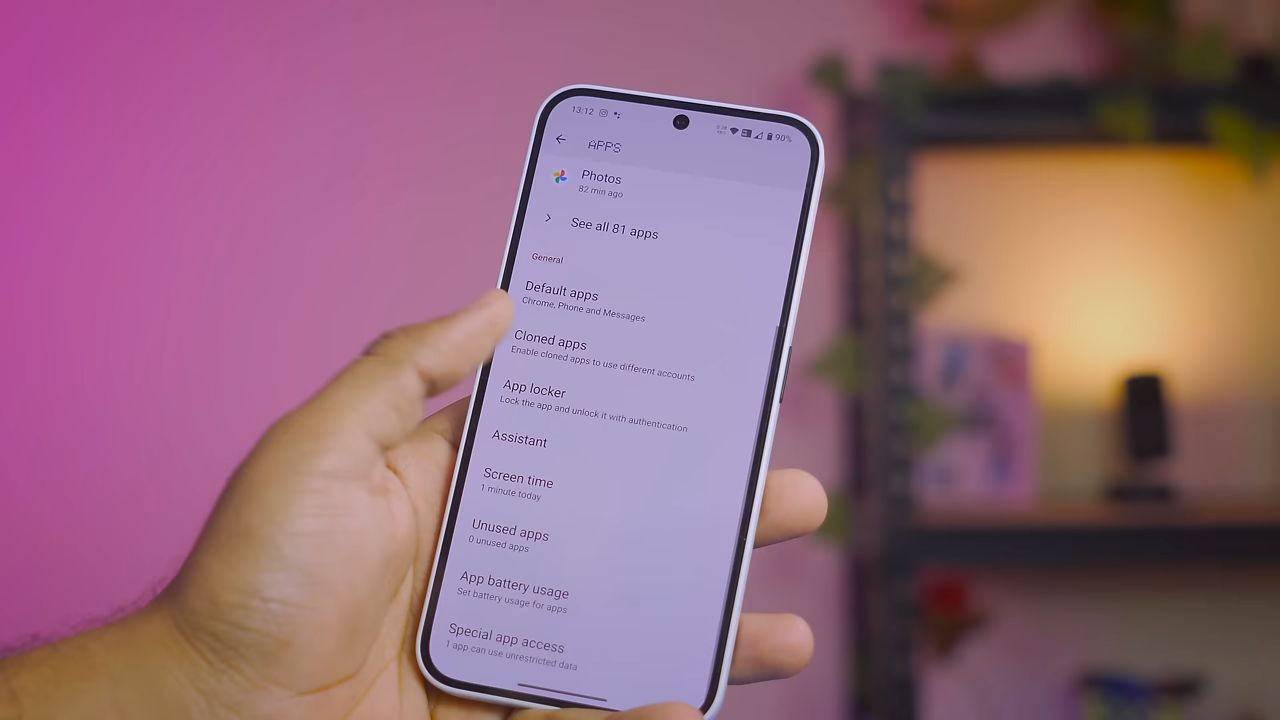 13:12
90%
APPS
Photos
82 min ago
See all 81 apps
General
Default apps
Chrome, Phone and Messages
Cloned apps
Enable cloned apps to use different accounts
App locker
Lock the app and unlock it with authentication
Assistant
Screen time
1 minute today
Unused apps
0 unused apps
App battery usage
Set battery usage for apps
Special app access
1 app can use unrestricted data